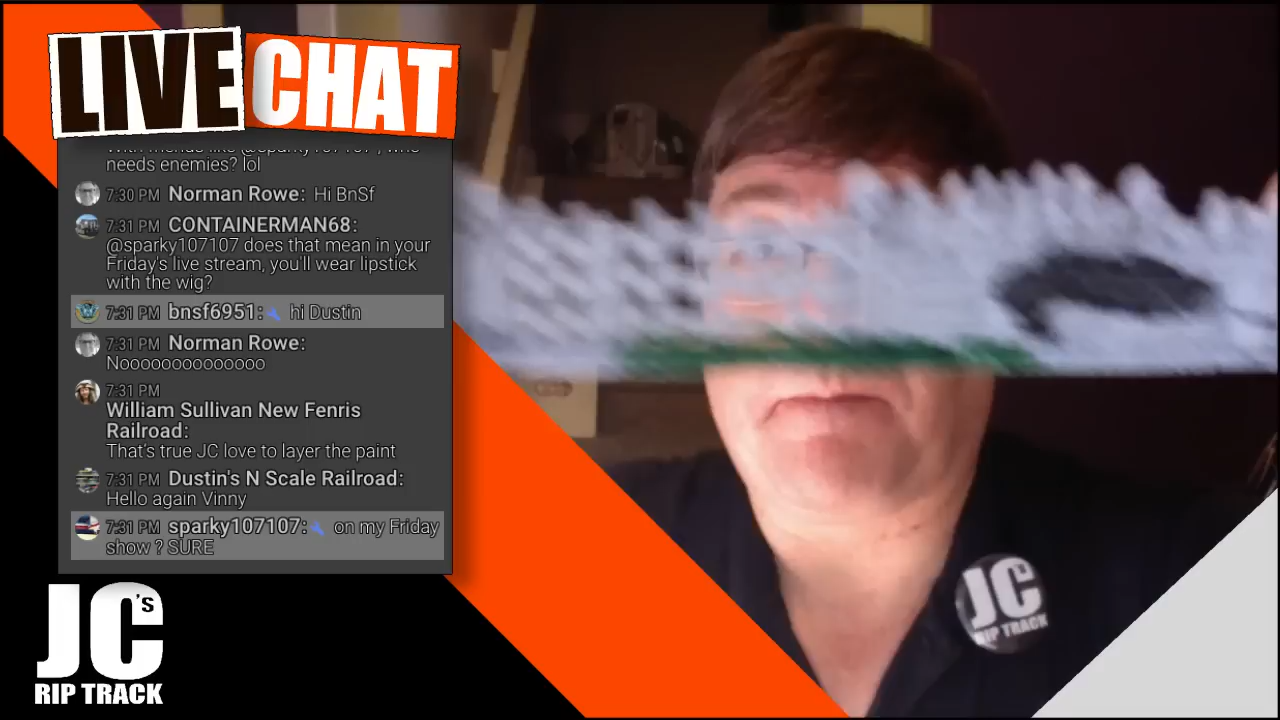 LIVE CHAT
needs enemies? lol
7:30 PM Norman Rowe: Hi BnSf
7:31 PM CONTAINERMAN68:
@sparky107107 does that mean in your
Friday's live stream, you'll wear lipstick
with the wig?
7:31 PM bnsf6951: hi Dustin
7:31 PM Norman Rowe:
Nooooooooooooo
7:31 PM
William Sullivan New Fenris
Railroad:
That's true JC love to layer the paint
7:31 PM Dustin's N Scale Railroad:
Hello again Vinny
7:31 PM sparky107107: on my Friday
show ? SURE
JC's
RIP TRACK
JC's
RIP TRACK